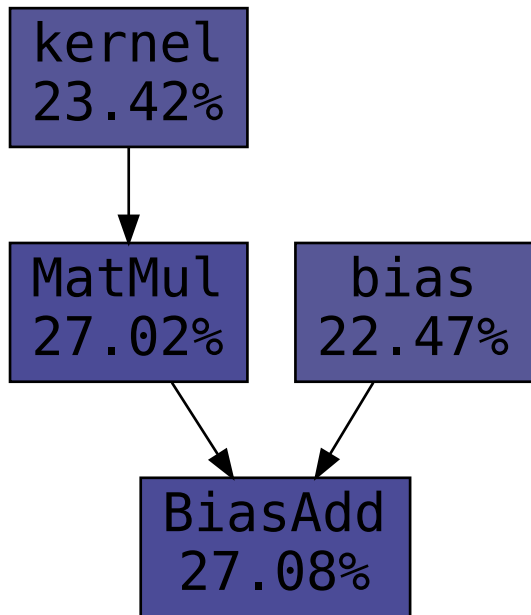 kernel
23.42%
MatMul
27.02%
bias
22.47%
BiasAdd
27.08%